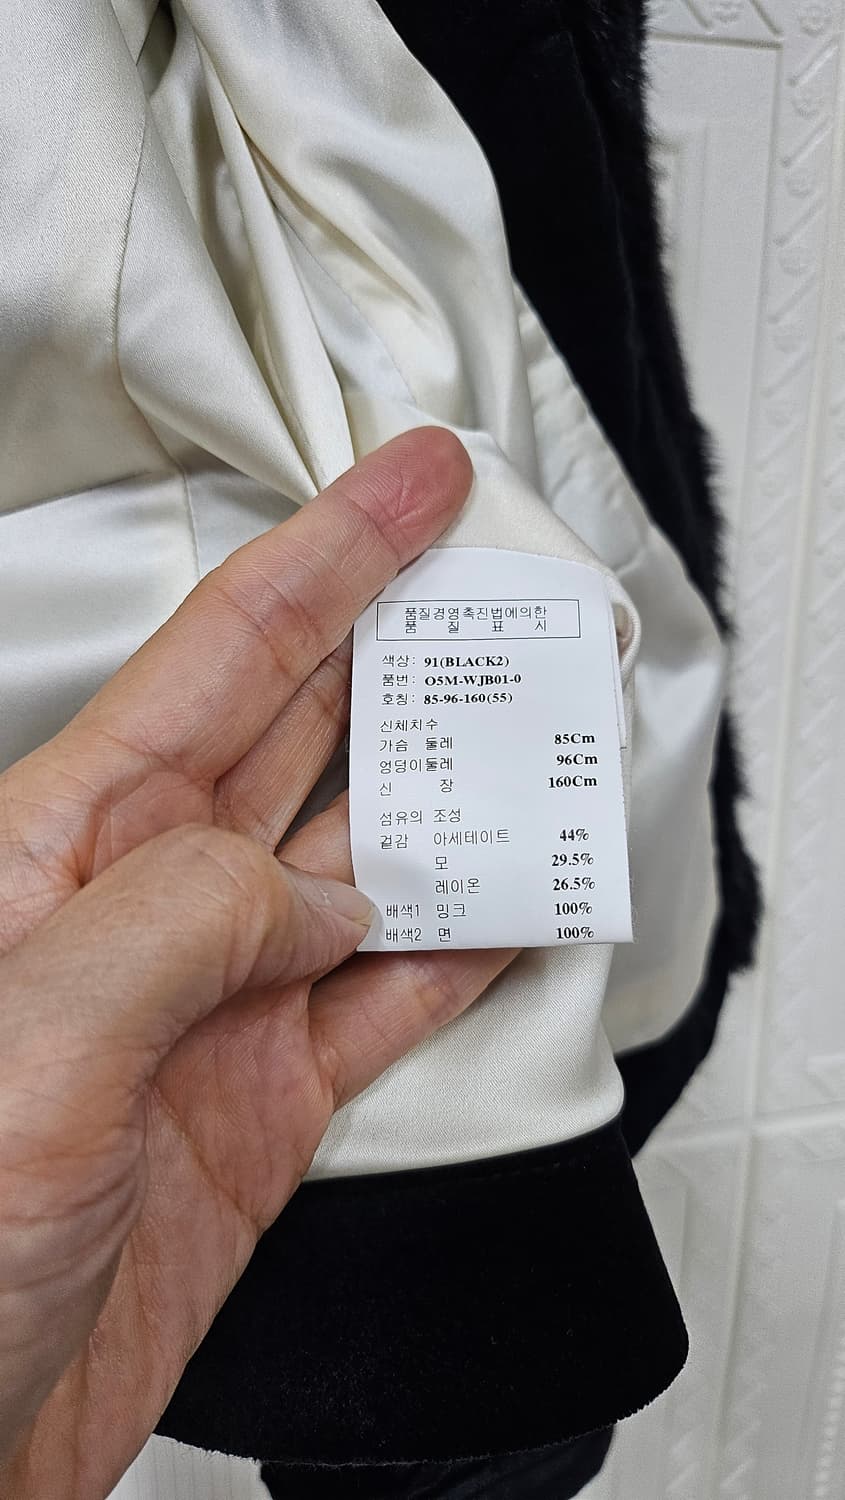 품질경영촉진법에의한
품 질 표 시
색상: 91(BLACK2)
품번: O5M-WJB01-0
호칭: 85-96-160(55)
신체치수
가슴 둘레 85Cm
엉덩이둘레 96Cm
신 장 160Cm
섬유의 조성
겉감 아세테이트 44%
모 29.5%
레이온 26.5%
배색1 밍크 100%
배색2 면 100%